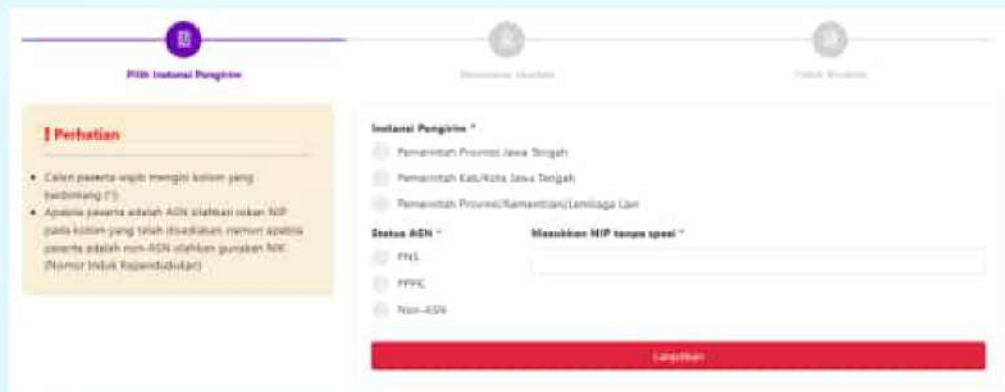 Pilih Instansi Pengirim
Perhatian
Calon peserta wajib mengisi kolom yang
berbintang (*)
Apabila peserta adalah ASN silahkan isikan NIP
pada kolom yang telah disediakan, namun apabila
peserta adalah non-ASN silahkan gunakan NIK
(Nomor Induk Kependudukan)
Instansi Pengirim *
Pemerintah Provinsi Jawa Tengah
Pemerintah Kab/Kota Jawa Tengah
Pemerintah Provinsi/Kementrian/Lembaga Lain
Status ASN *
Masukkan NIP tanpa spasi *
PNS
PPPK
Non-ASN
Lanjutkan